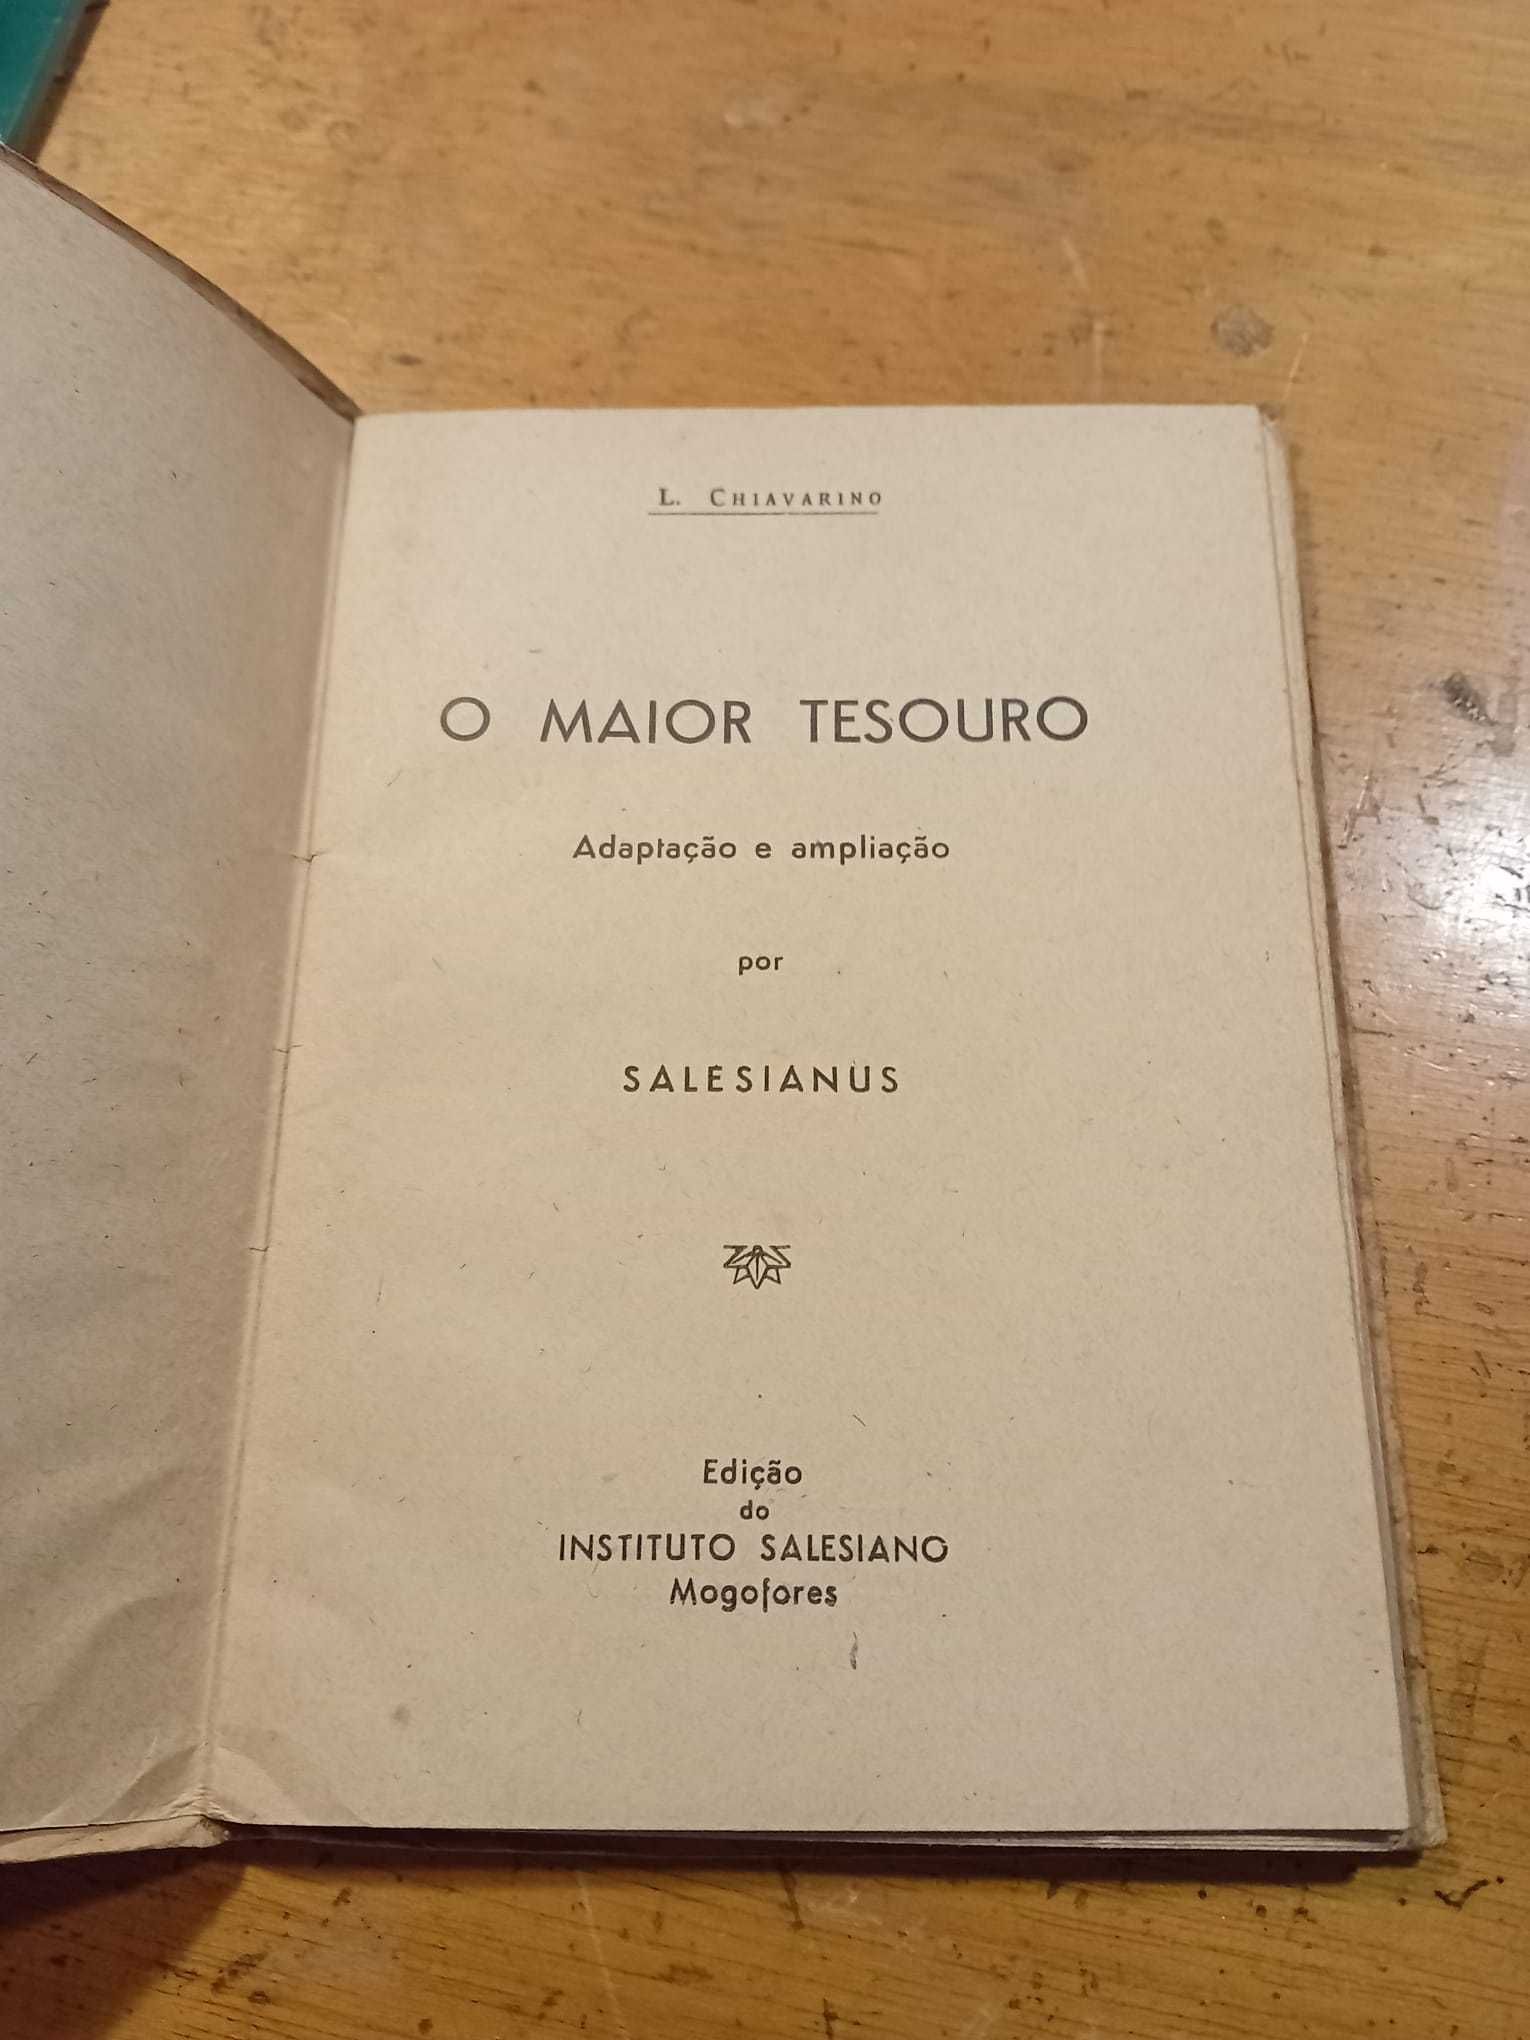 L. CHIAVARINO
O MAIOR TESOURO
Adaptação e ampliação
por
SALESIANUS
Edição
do
INSTITUTO SALESIANO
Mogofores